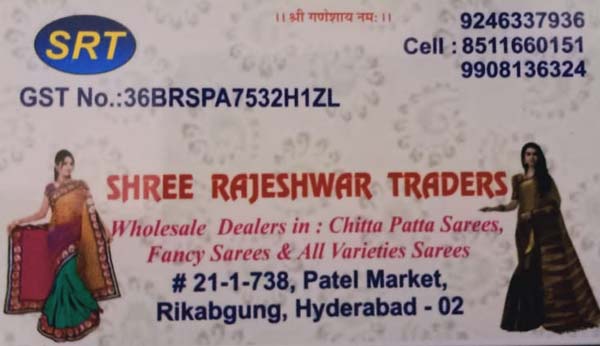 ।। श्री गणेशाय नमः ।।
SRT
9246337936
Cell : 8511660151
9908136324
GST No.:36BRSPA7532H1ZL
SHREE RAJESHWAR TRADERS
Wholesale Dealers in : Chitta Patta Sarees,
Fancy Sarees & All Varieties Sarees
# 21-1-738, Patel Market,
Rikabgung, Hyderabad - 02